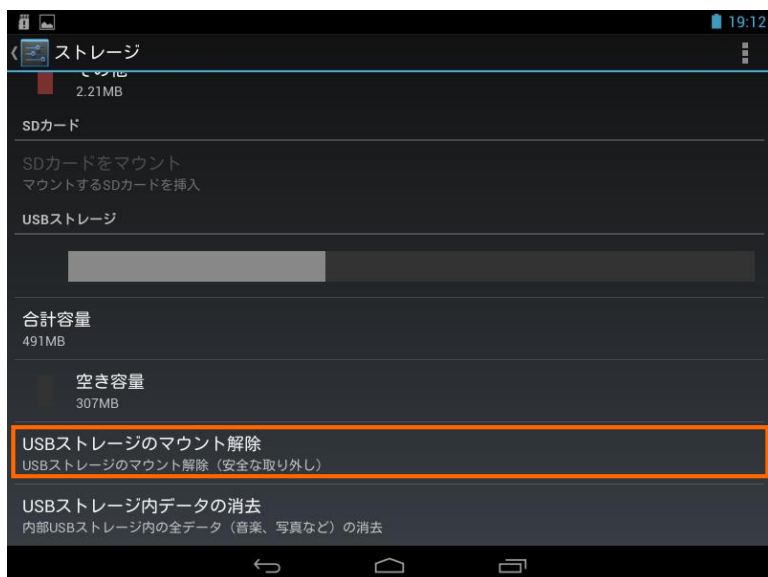 19:12
ストレージ
その他
2.21MB
SDカード
SDカードをマウント
マウントするSDカードを挿入
USBストレージ
合計容量
491MB
空き容量
307MB
USBストレージのマウント解除
USBストレージのマウント解除（安全な取り外し）
USBストレージ内データの消去
内部USBストレージ内の全データ（音楽、写真など）の消去